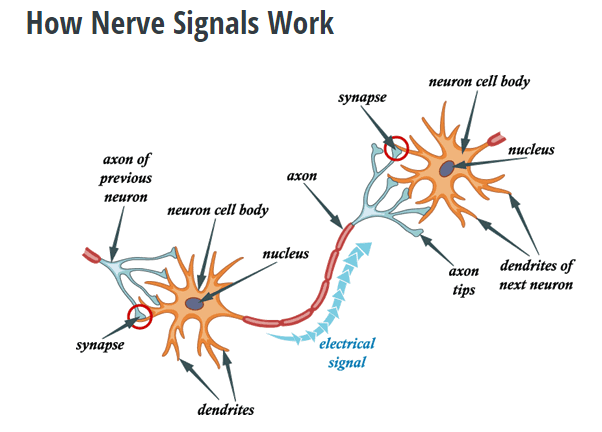 How Nerve Signals Work
neuron cell body
synapse
nucleus
axon of
previous
neuron
axon
neuron cell body
nucleus
axon
tips
dendrites of
next neuron
synapse
electrical
signal
dendrites